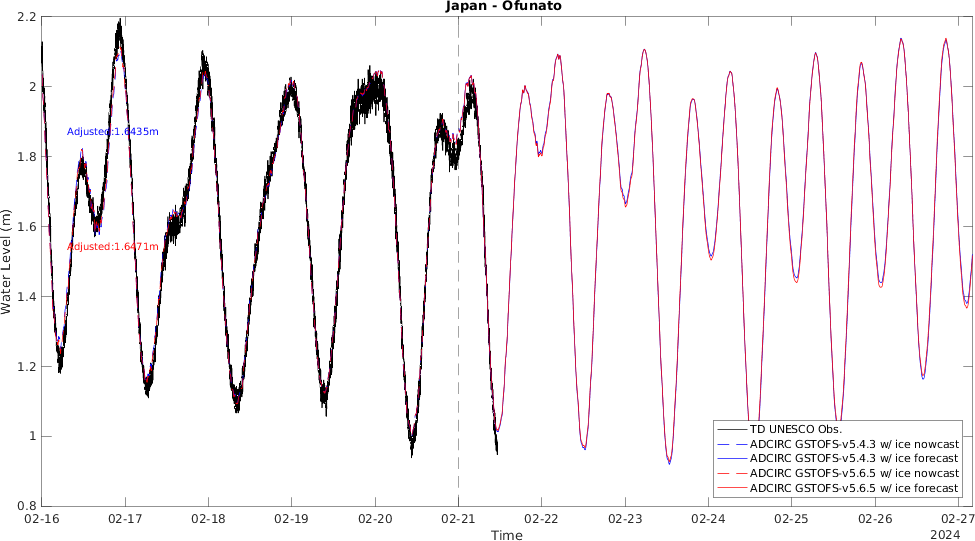 Japan - Ofunato
2.2
2
1.8
1.6
1.4
1.2
1
0.8
Water Level (m)
Adjusted:1.6435m
Adjusted:1.6471m
TD UNESCO Obs.
ADCIRC GSTOFS-v5.4.3 w/ ice nowcast
ADCIRC GSTOFS-v5.4.3 w/ ice forecast
ADCIRC GSTOFS-v5.6.5 w/ ice nowcast
ADCIRC GSTOFS-v5.6.5 w/ ice forecast
02-16 02-17 02-18 02-19 02-20 02-21 02-22 02-23 02-24 02-25 02-26 02-27
Time
2024